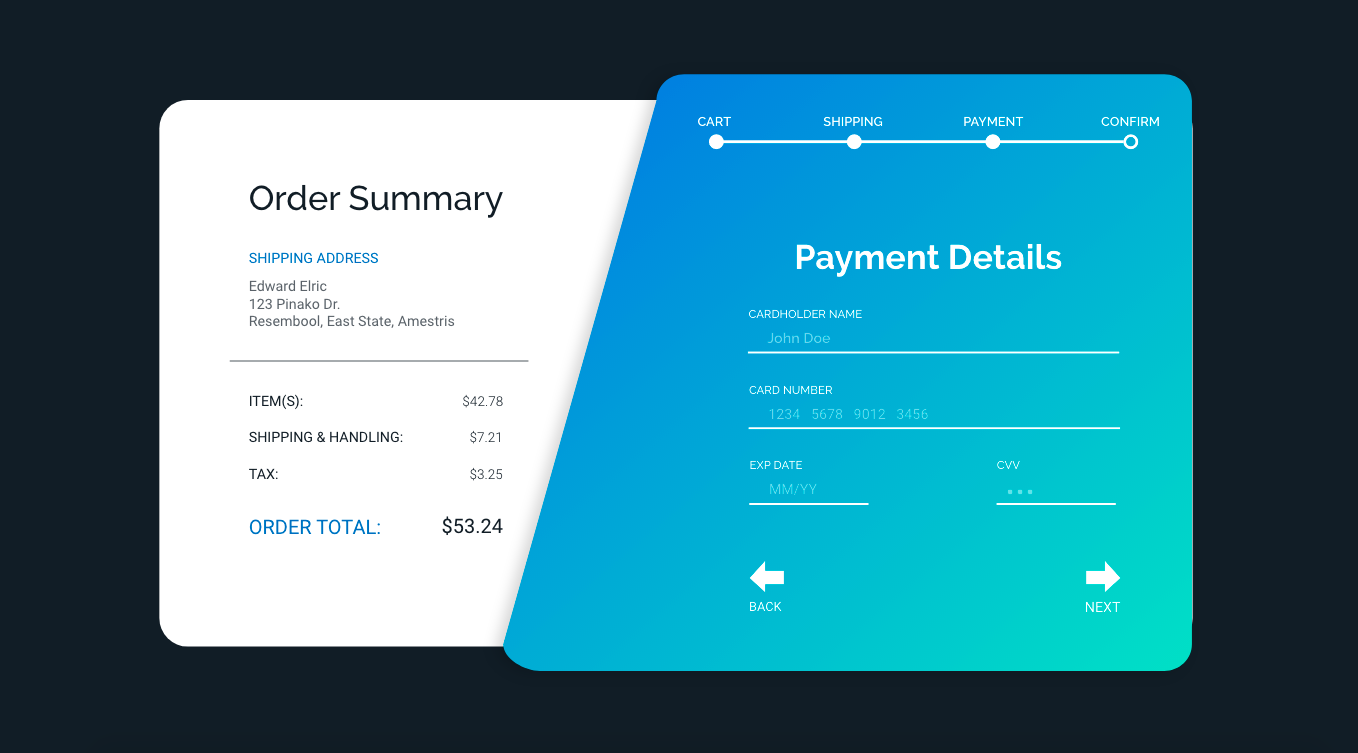 Order Summary
SHIPPING ADDRESS
Edward Elric
123 Pinako Dr.
Resembool, East State, Amestris
ITEM(S): $42.78
SHIPPING & HANDLING: $7.21
TAX: $3.25
ORDER TOTAL: $53.24
CART SHIPPING PAYMENT CONFIRM
Payment Details
CARDHOLDER NAME
John Doe
CARD NUMBER
1234 5678 9012 3456
EXP DATE CVV
MM/YY
BACK NEXT